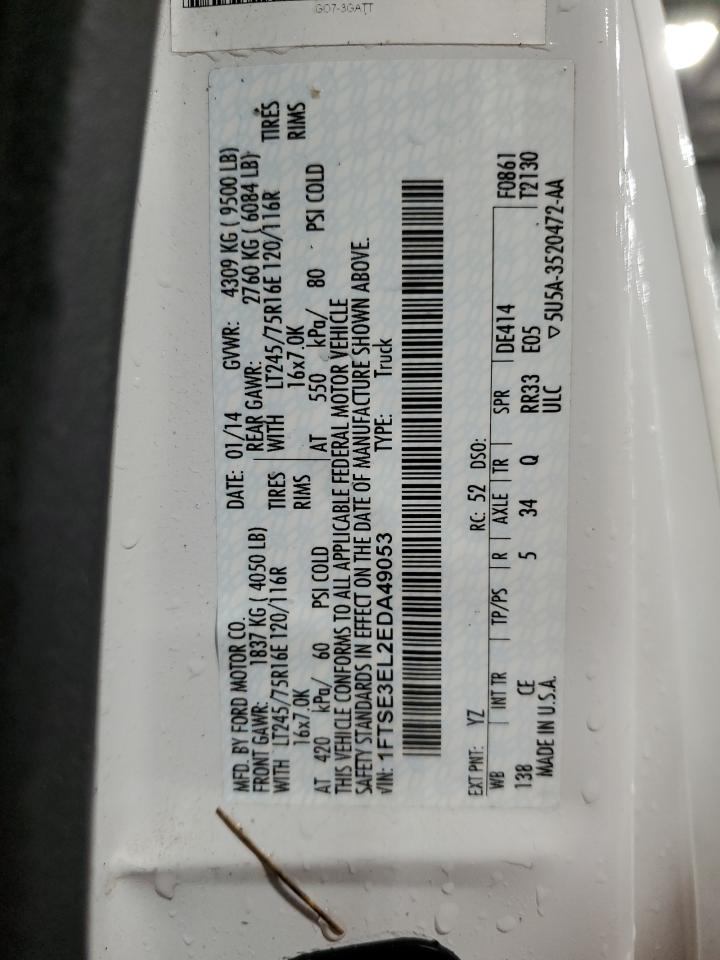 GO7-3GATT
MFD. BY FORD MOTOR CO.
DATE: 01/14 GVWR: 4309 KG ( 9500 LB)
FRONT GAWR: 1837 KG ( 4050 LB)
REAR GAWR: 2760 KG ( 6084 LB)
WITH LT245/75R16E 120/116R TIRES
WITH LT245/75R16E 120/116R TIRES
16x7.0K RIMS
16x7.0K RIMS
AT 420 kPa/ 60 PSI COLD
AT 550 kPa/ 80 PSI COLD
THIS VEHICLE CONFORMS TO ALL APPLICABLE FEDERAL MOTOR VEHICLE
SAFETY STANDARDS IN EFFECT ON THE DATE OF MANUFACTURE SHOWN ABOVE.
VIN: 1FTSE3EL2EDA49053 TYPE: Truck
EXT PNT: YZ RC: 52 DSO:
WB INT TR TP/PS R AXLE TR SPR DE414 F0861
138 CE 5 34 Q RR33 E05 T2130
MADE IN U.S.A. ULC ▽5U5A-3520472-AA